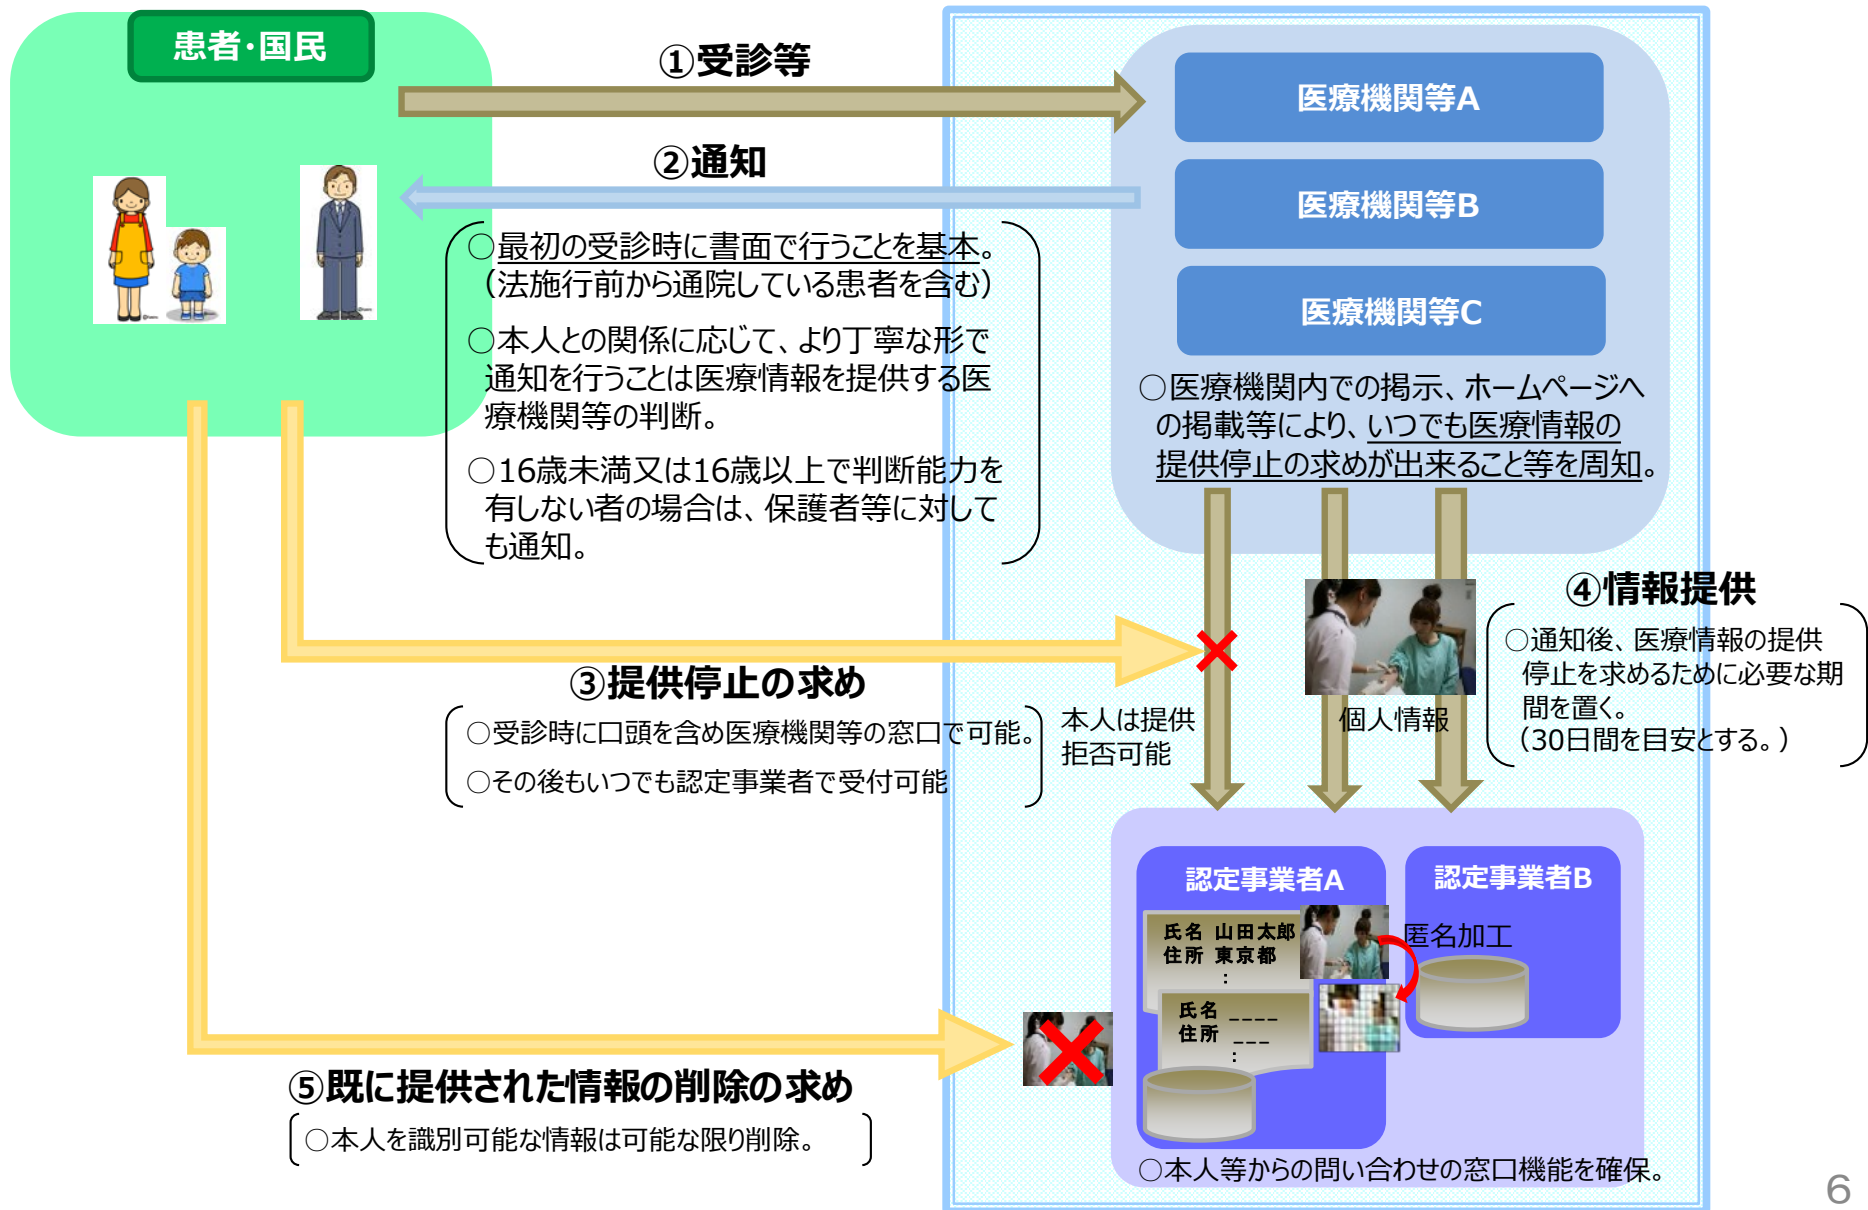 患者・国民
①受診等
②通知
○最初の受診時に書面で行うことを基本。
(法施行前から通院している患者を含む)
○本人との関係に応じて、より丁寧な形で
通知を行うことは医療情報を提供する医
療機関等の判断。
○16歳未満又は16歳以上で判断能力を
有しない者の場合は、保護者等に対して
も通知。
医療機関等A
医療機関等B
医療機関等C
○医療機関内での掲示、ホームページへ
の掲載等により、いつでも医療情報の
提供停止の求めが出来ること等を周知。
③提供停止の求め
○受診時に口頭を含め医療機関等の窓口で可能。
○その後もいつでも認定事業者で受付可能
本人は提供
拒否可能
個人情報
④情報提供
○通知後、医療情報の提供
停止を求めるために必要な期
間を置く。
(30日間を目安とする。)
認定事業者A
認定事業者B
氏名 山田太郎
住所 東京都
:
氏名 ____
住所 ___
:
匿名加工
○本人等からの問い合わせの窓口機能を確保。
⑤既に提供された情報の削除の求め
○本人を識別可能な情報は可能な限り削除。
6